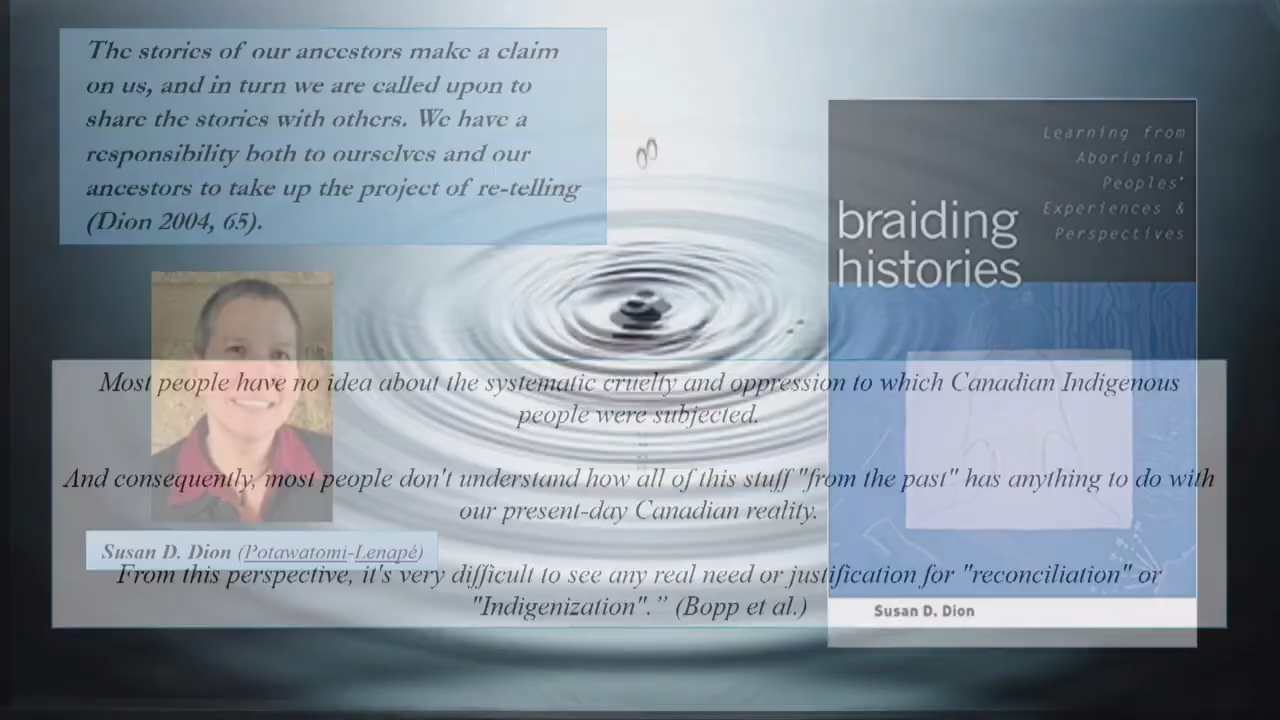 The stories of our ancestors make a claim
on us, and in turn we are called upon to
share the stories with others. We have a
responsibility both to ourselves and our
ancestors to take up the project of re-telling
(Dion 2004, 65).
Learning from
Aboriginal
Peoples'
Experiences &
Perspectives
braiding
histories
Most people have no idea about the systematic cruelty and oppression to which Canadian Indigenous
people were subjected.
And consequently, most people don't understand how all of this stuff "from the past" has anything to do with
our present-day Canadian reality.
Susan D. Dion (Potawatomi-Lenapé)
From this perspective, it's very difficult to see any real need or justification for "reconciliation" or
"Indigenization".” (Bopp et al.)
Susan D. Dion